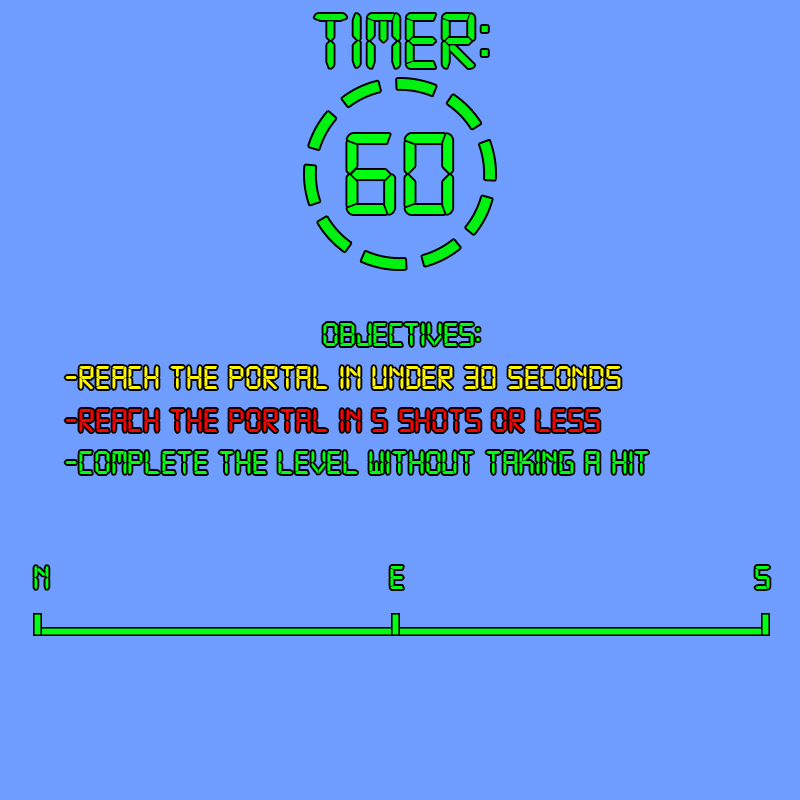 TIMER:
60
OBJECTIVES:
-REACH THE PORTAL IN UNDER 30 SECONDS
-REACH THE PORTAL IN 5 SHOTS OR LESS
-COMPLETE THE LEVEL WITHOUT TAKING A HIT
N E S